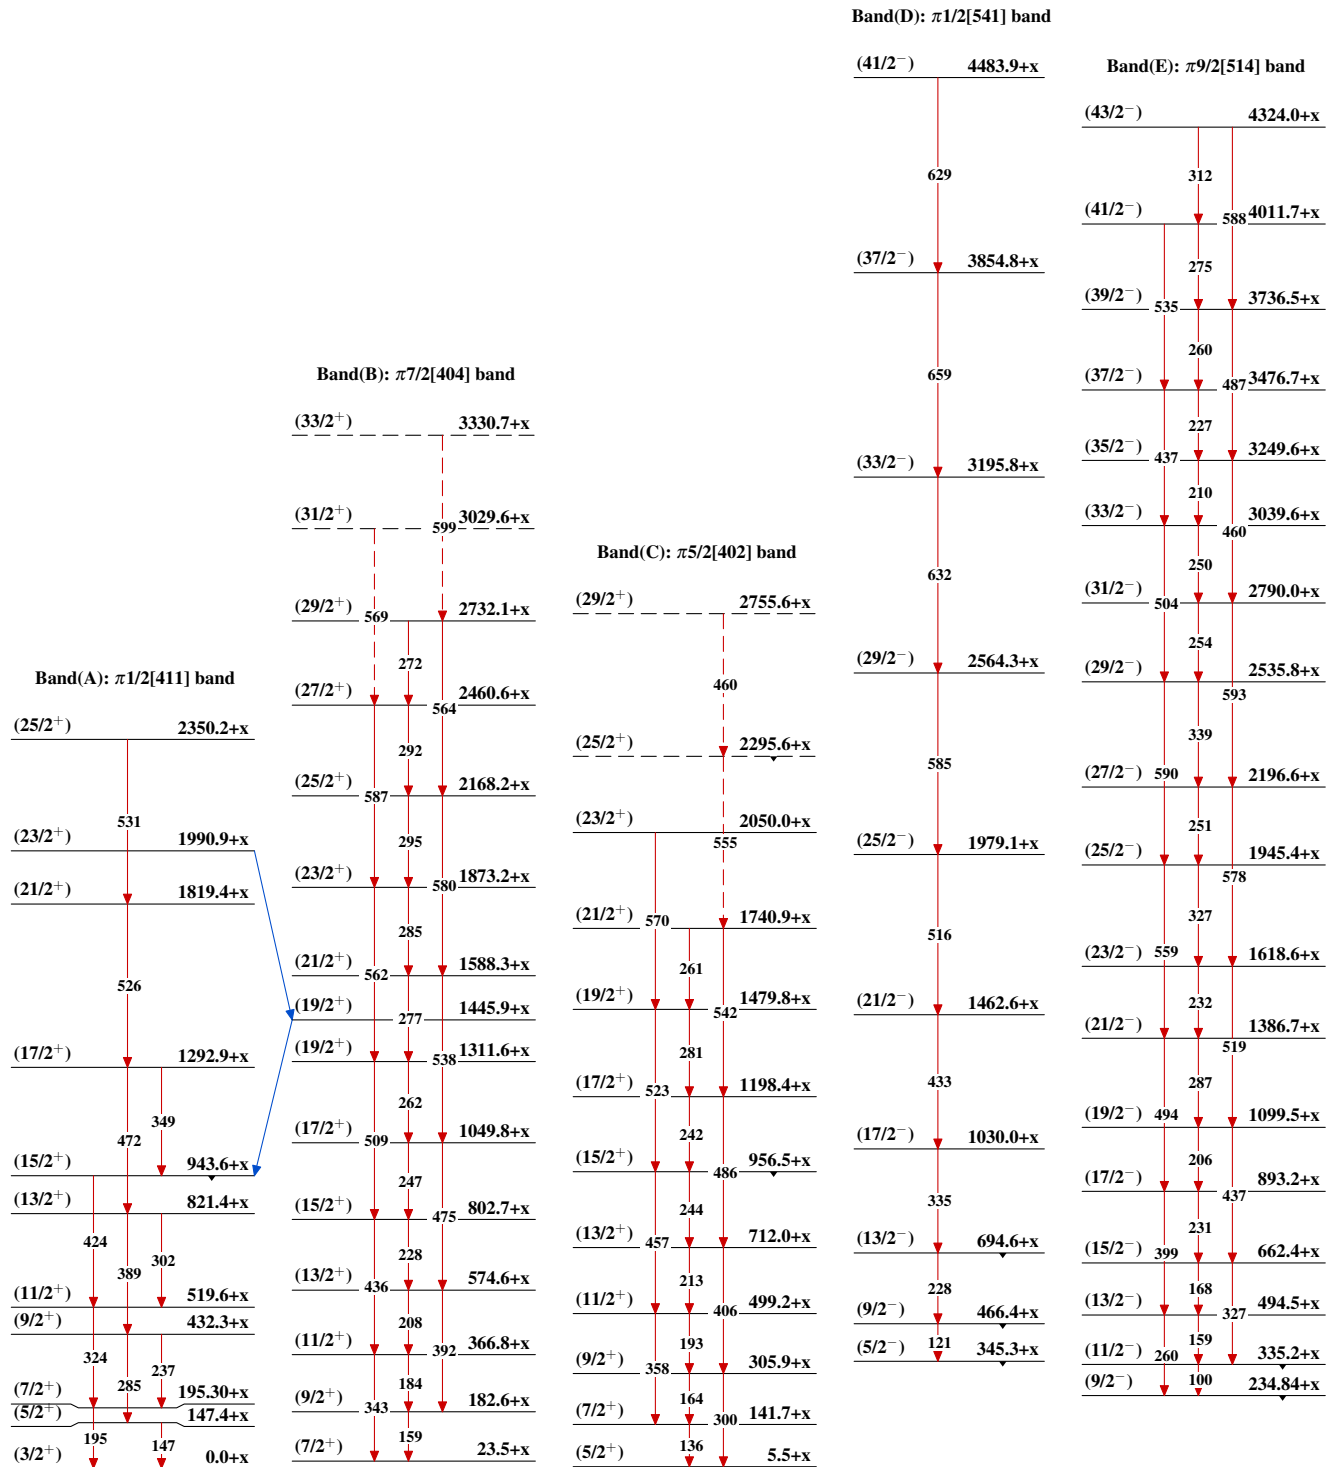 Band(A): π1/2[411] band
(25/2⁺) 2350.2+x
531
(23/2⁺) 1990.9+x
(21/2⁺) 1819.4+x
526
(17/2⁺) 1292.9+x
349
472
(15/2⁺) 943.6+x
(13/2⁺) 821.4+x
424 302
389
(11/2⁺) 519.6+x
(9/2⁺) 432.3+x
324 237
285
(7/2⁺) 195.30+x
(5/2⁺) 147.4+x
195 147
(3/2⁺) 0.0+x
Band(B): π7/2[404] band
(33/2⁺) 3330.7+x
599
(31/2⁺) 3029.6+x
569
(29/2⁺) 2732.1+x
272
564
(27/2⁺) 2460.6+x
292
587
(25/2⁺) 2168.2+x
295
580
(23/2⁺) 1873.2+x
285
562
(21/2⁺) 1588.3+x
277
(19/2⁺) 1445.9+x
538
(19/2⁺) 1311.6+x
262
509
(17/2⁺) 1049.8+x
247
475
(15/2⁺) 802.7+x
228
436
(13/2⁺) 574.6+x
208
392
(11/2⁺) 366.8+x
184
343
(9/2⁺) 182.6+x
159
(7/2⁺) 23.5+x
Band(C): π5/2[402] band
(29/2⁺) 2755.6+x
460
(25/2⁺) 2295.6+x
555
(23/2⁺) 2050.0+x
570
(21/2⁺) 1740.9+x
261
542
(19/2⁺) 1479.8+x
281
523
(17/2⁺) 1198.4+x
242
486
(15/2⁺) 956.5+x
244
457
(13/2⁺) 712.0+x
213
406
(11/2⁺) 499.2+x
193
358
(9/2⁺) 305.9+x
164
300
(7/2⁺) 141.7+x
136
(5/2⁺) 5.5+x
Band(D): π1/2[541] band
(41/2⁻) 4483.9+x
629
(37/2⁻) 3854.8+x
659
(33/2⁻) 3195.8+x
632
(29/2⁻) 2564.3+x
585
(25/2⁻) 1979.1+x
516
(21/2⁻) 1462.6+x
433
(17/2⁻) 1030.0+x
335
(13/2⁻) 694.6+x
228
(9/2⁻) 466.4+x
121
(5/2⁻) 345.3+x
Band(E): π9/2[514] band
(43/2⁻) 4324.0+x
312
588
(41/2⁻) 4011.7+x
275
535
(39/2⁻) 3736.5+x
260
487
(37/2⁻) 3476.7+x
227
437
(35/2⁻) 3249.6+x
210
460
(33/2⁻) 3039.6+x
250
504
(31/2⁻) 2790.0+x
254
593
(29/2⁻) 2535.8+x
339
590
(27/2⁻) 2196.6+x
251
578
(25/2⁻) 1945.4+x
327
559
(23/2⁻) 1618.6+x
232
519
(21/2⁻) 1386.7+x
287
494
(19/2⁻) 1099.5+x
206
437
(17/2⁻) 893.2+x
231
399
(15/2⁻) 662.4+x
168
327
(13/2⁻) 494.5+x
159
260
(11/2⁻) 335.2+x
100
(9/2⁻) 234.84+x